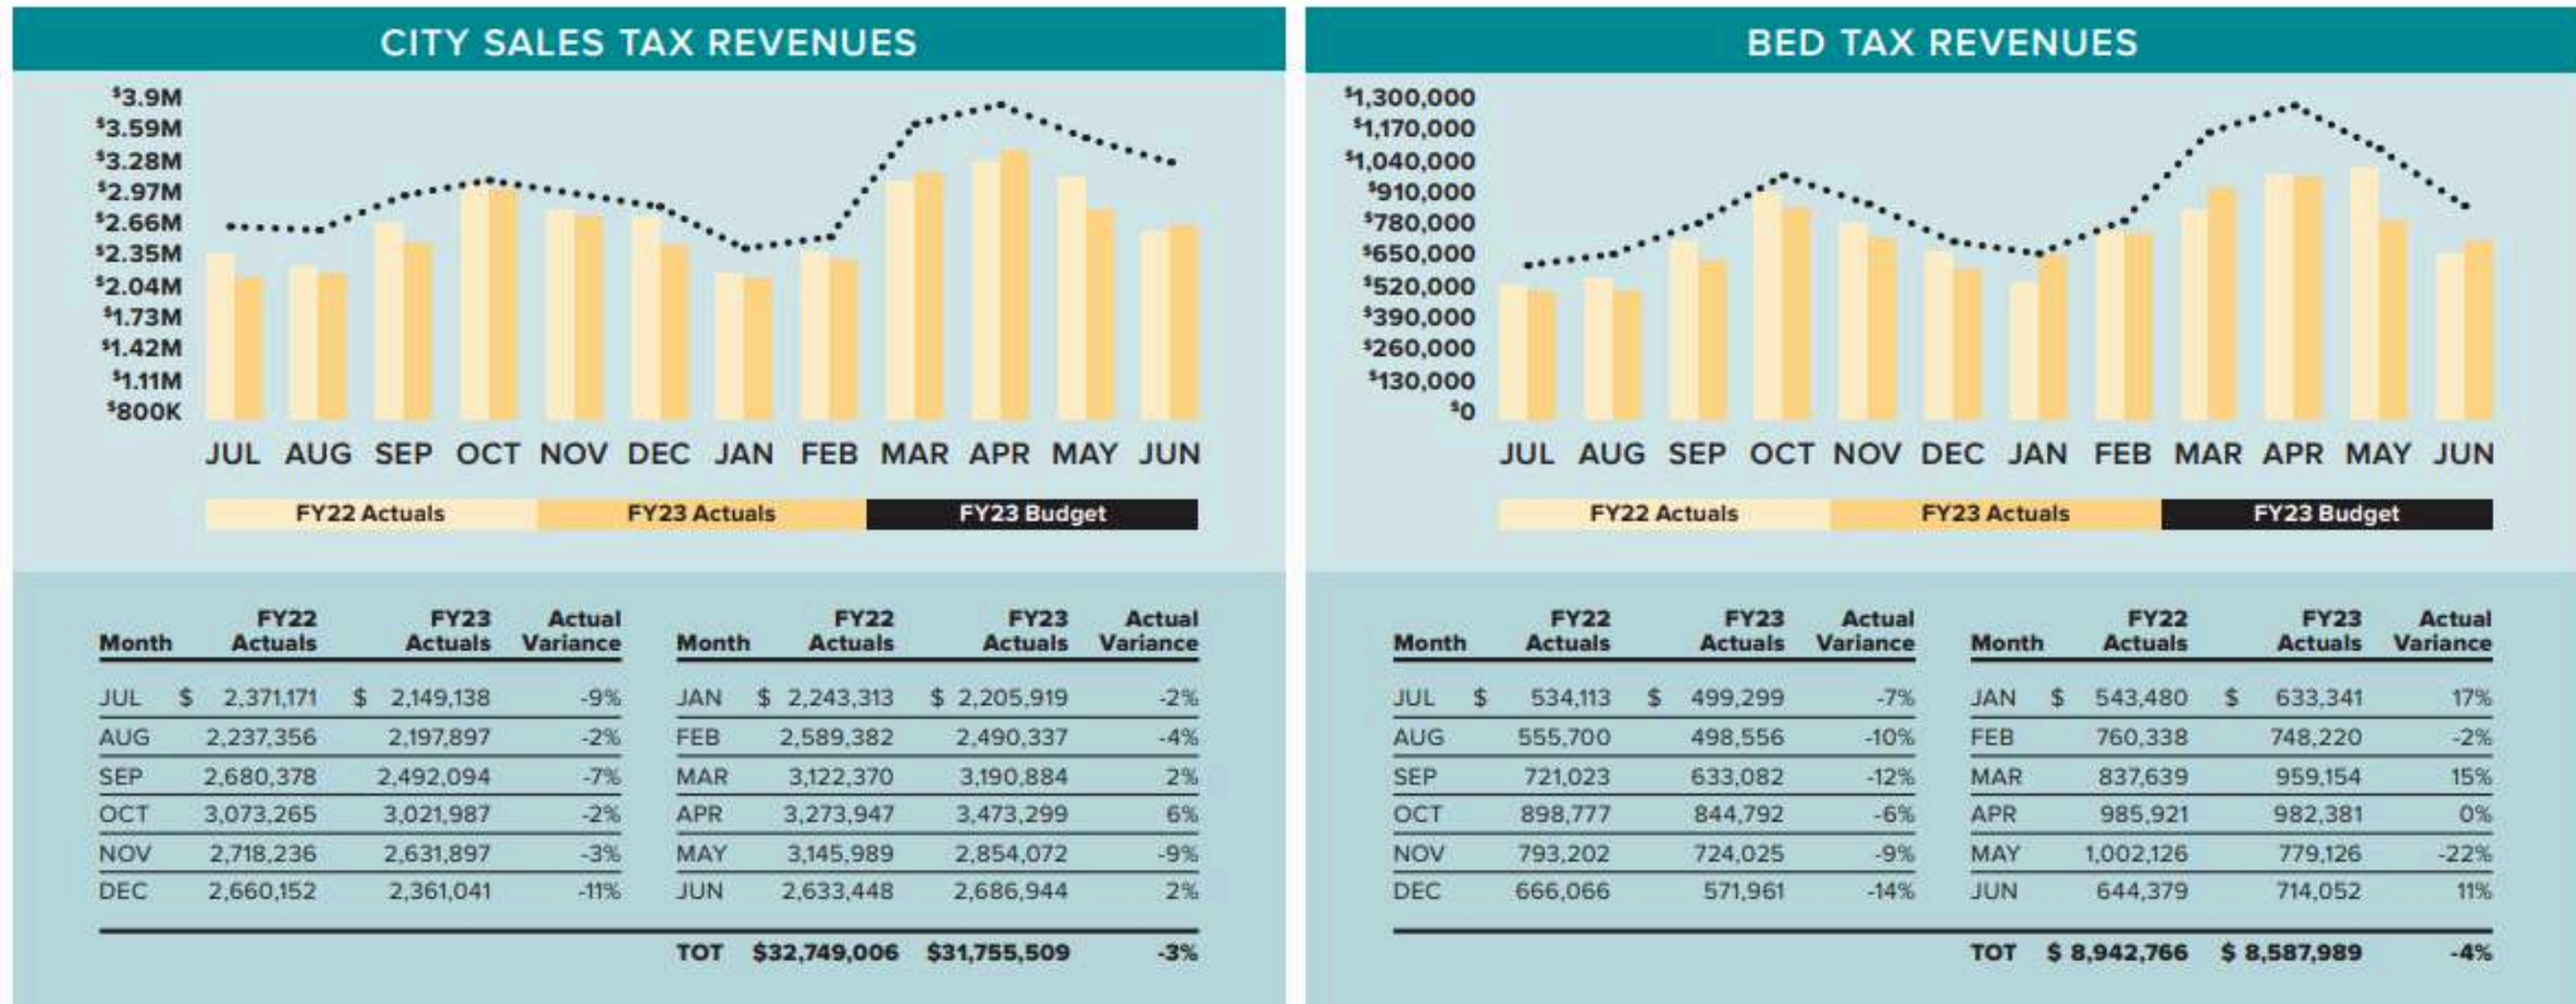 CITY SALES TAX REVENUES
$3.9M
$3.59M
$3.28M
$2.97M
$2.66M
$2.35M
$2.04M
$1.73M
$1.42M
$1.11M
$800K
JUL AUG SEP OCT NOV DEC JAN FEB MAR APR MAY JUN
FY22 Actuals FY23 Actuals FY23 Budget
Month FY22 Actuals FY23 Actuals Actual Variance Month FY22 Actuals FY23 Actuals Actual Variance
JUL $ 2,371,171 $ 2,149,138 -9% JAN $ 2,243,313 $ 2,205,919 -2%
AUG 2,237,356 2,197,897 -2% FEB 2,589,382 2,490,337 -4%
SEP 2,680,378 2,492,094 -7% MAR 3,122,370 3,190,884 2%
OCT 3,073,265 3,021,987 -2% APR 3,273,947 3,473,299 6%
NOV 2,718,236 2,631,897 -3% MAY 3,145,989 2,854,072 -9%
DEC 2,660,152 2,361,041 -11% JUN 2,633,448 2,686,944 2%
TOT $32,749,006 $31,755,509 -3%
BED TAX REVENUES
$1,300,000
$1,170,000
$1,040,000
$910,000
$780,000
$650,000
$520,000
$390,000
$260,000
$130,000
$0
JUL AUG SEP OCT NOV DEC JAN FEB MAR APR MAY JUN
FY22 Actuals FY23 Actuals FY23 Budget
Month FY22 Actuals FY23 Actuals Actual Variance Month FY22 Actuals FY23 Actuals Actual Variance
JUL $ 534,113 $ 499,299 -7% JAN $ 543,480 $ 633,341 17%
AUG 555,700 498,556 -10% FEB 760,338 748,220 -2%
SEP 721,023 633,082 -12% MAR 837,639 959,154 15%
OCT 898,777 844,792 -6% APR 985,921 982,381 0%
NOV 793,202 724,025 -9% MAY 1,002,126 779,126 -22%
DEC 666,066 571,961 -14% JUN 644,379 714,052 11%
TOT $ 8,942,766 $ 8,587,989 -4%